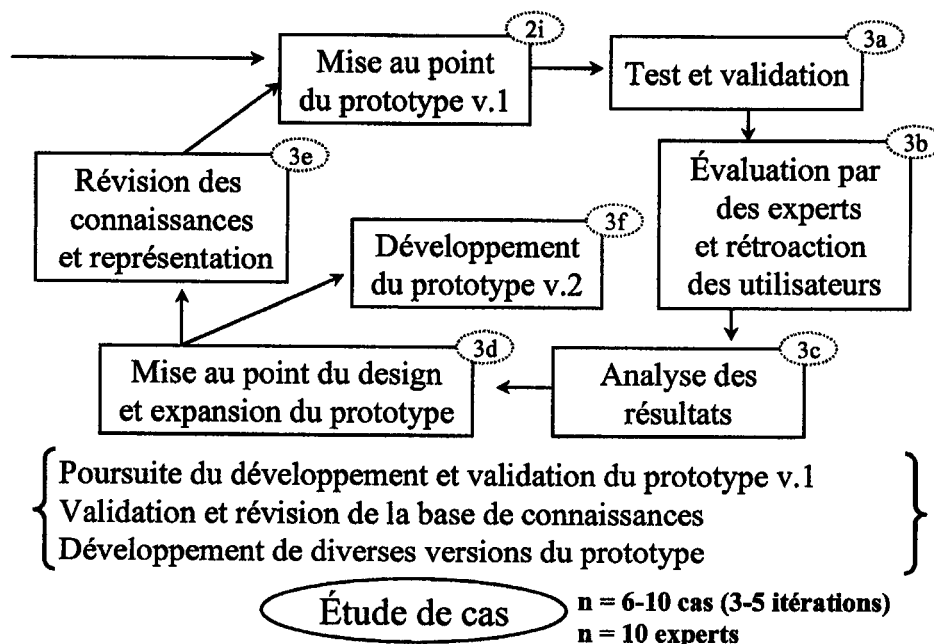 2i
Mise au point
du prototype v.1
3a
Test et validation
3b
Évaluation par
des experts
et rétroaction
des utilisateurs
3c
Analyse des
résultats
3d
Mise au point du design
et expansion du prototype
3e
Révision des
connaissances
et représentation
3f
Développement
du prototype v.2
Poursuite du développement et validation du prototype v.1
Validation et révision de la base de connaissances
Développement de diverses versions du prototype
Étude de cas
n = 6-10 cas (3-5 itérations)
n = 10 experts